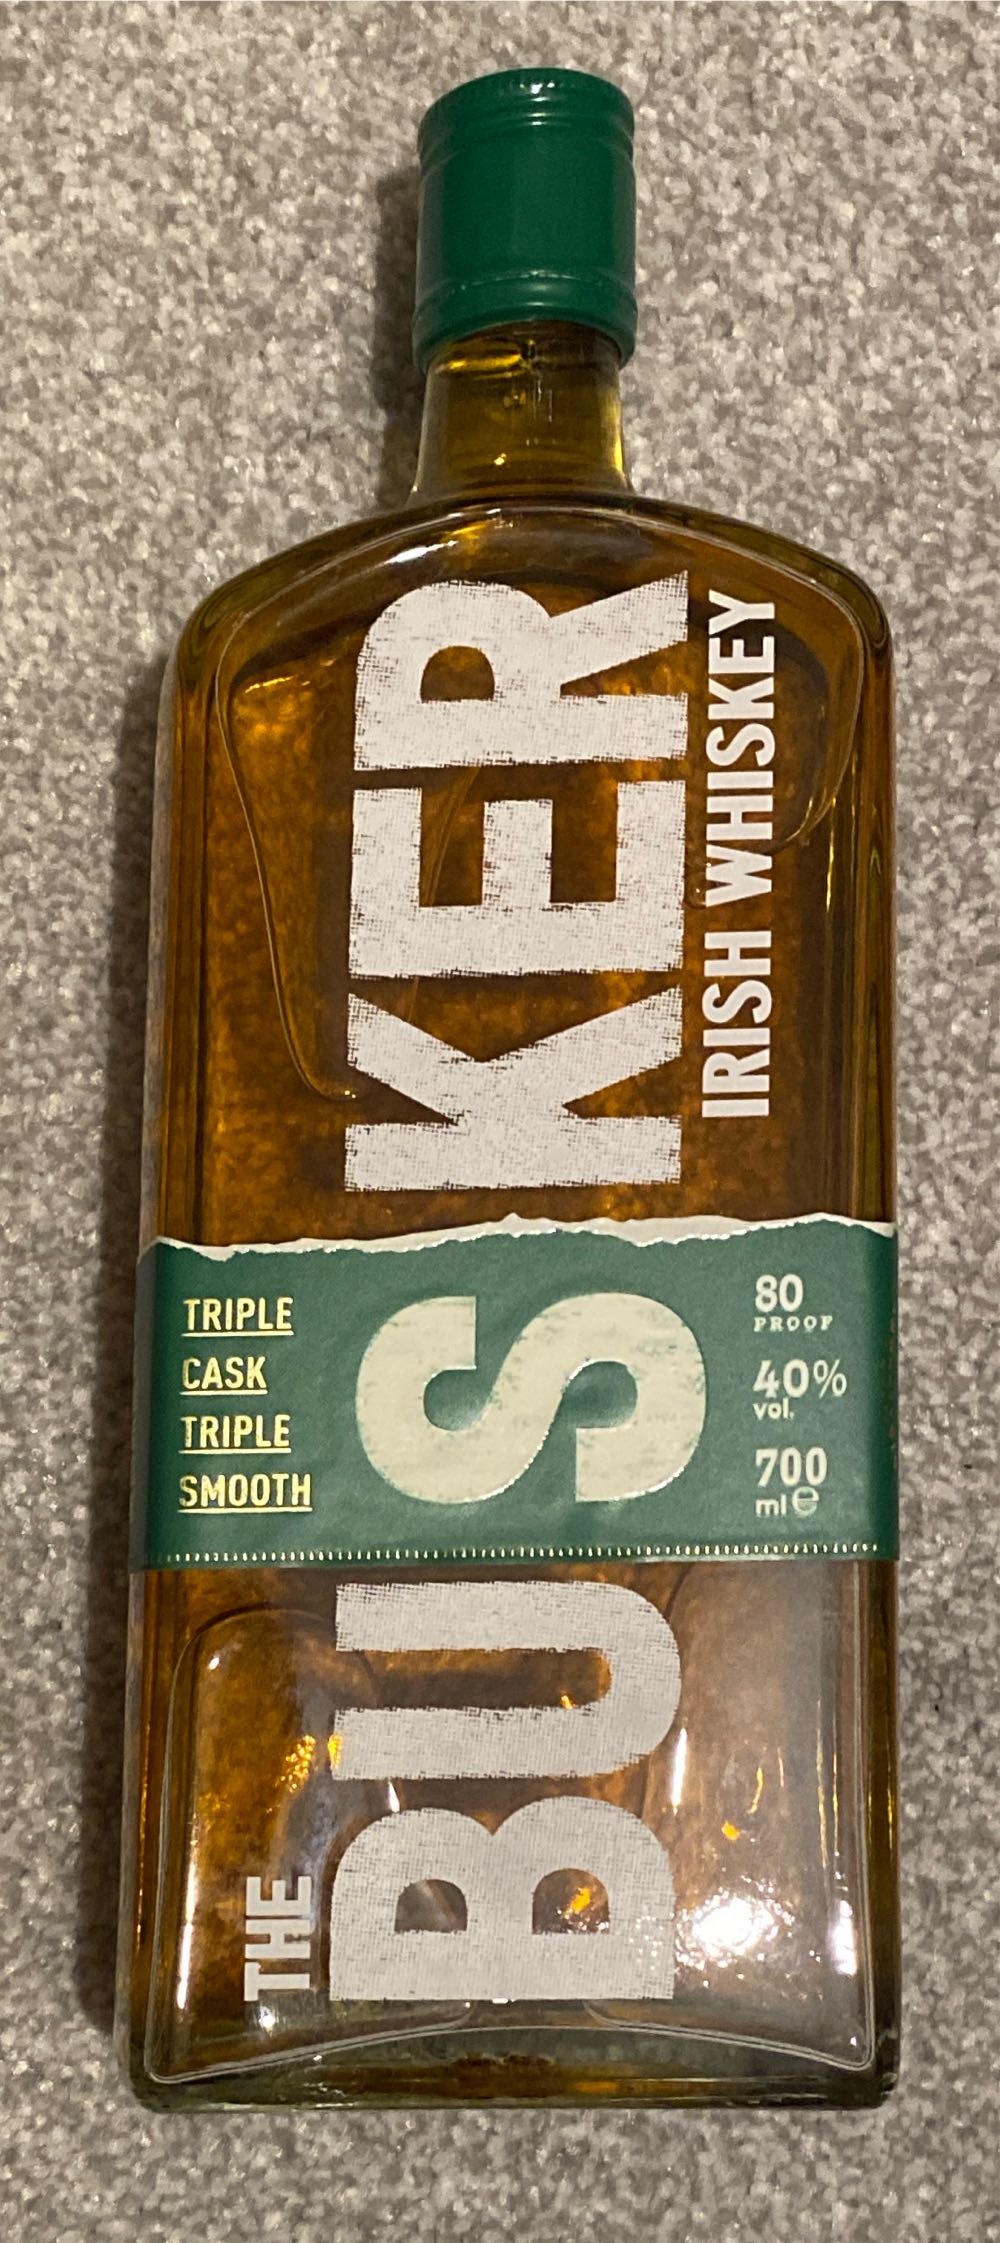 THE
BUSKER
IRISH WHISKEY
TRIPLE
CASK
TRIPLE
SMOOTH
80
PROOF
40%
vol.
700
ml ℮